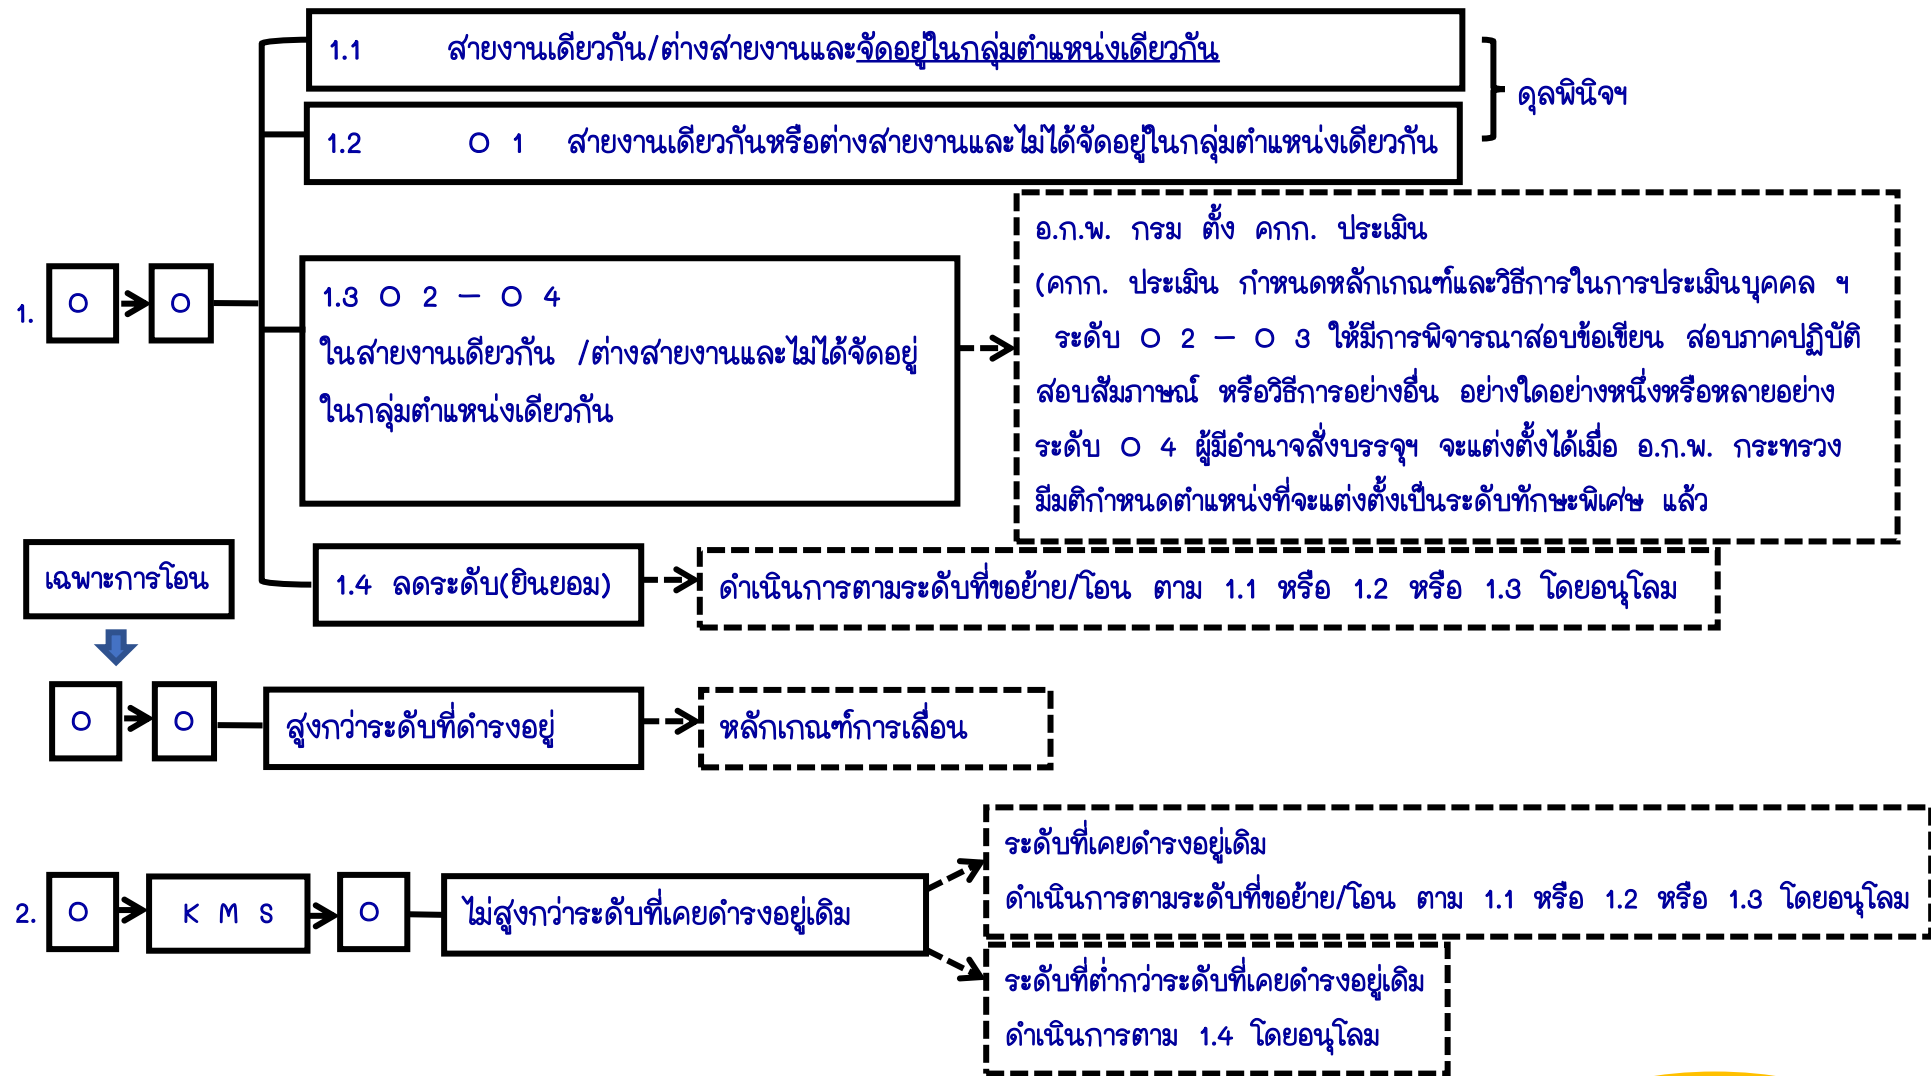 1.1 สายงานเดียวกัน/ต่างสายงานและจัดอยู่ในกลุ่มตำแหน่งเดียวกัน
1.2 O 1 สายงานเดียวกันหรือต่างสายงานและไม่ได้จัดอยู่ในกลุ่มตำแหน่งเดียวกัน
ดุลพินิจฯ
1. O O
1.3 O 2 – O 4
ในสายงานเดียวกัน /ต่างสายงานและไม่ได้จัดอยู่
ในกลุ่มตำแหน่งเดียวกัน
อ.ก.พ. กรม ตั้ง คกก. ประเมิน
(คกก. ประเมิน กำหนดหลักเกณฑ์และวิธีการในการประเมินบุคคล ฯ
ระดับ O 2 – O 3 ให้มีการพิจารณาสอบข้อเขียน สอบภาคปฏิบัติ
สอบสัมภาษณ์ หรือวิธีการอย่างอื่น อย่างใดอย่างหนึ่งหรือหลายอย่าง
ระดับ O 4 ผู้มีอำนาจสั่งบรรจุฯ จะแต่งตั้งได้เมื่อ อ.ก.พ. กระทรวง
มีมติกำหนดตำแหน่งที่จะแต่งตั้งเป็นระดับทักษะพิเศษ แล้ว
1.4 ลดระดับ(ยินยอม)
ดำเนินการตามระดับที่ขอย้าย/โอน ตาม 1.1 หรือ 1.2 หรือ 1.3 โดยอนุโลม
เฉพาะการโอน
O O
สูงกว่าระดับที่ดำรงอยู่
หลักเกณฑ์การเลื่อน
2. O K M S O
ไม่สูงกว่าระดับที่เคยดำรงอยู่เดิม
ระดับที่เคยดำรงอยู่เดิม
ดำเนินการตามระดับที่ขอย้าย/โอน ตาม 1.1 หรือ 1.2 หรือ 1.3 โดยอนุโลม
ระดับที่ต่ำกว่าระดับที่เคยดำรงอยู่เดิม
ดำเนินการตาม 1.4 โดยอนุโลม